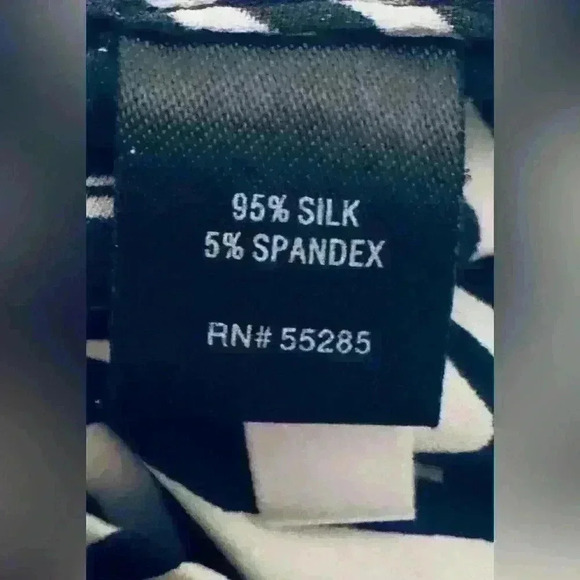 95% SILK
5% SPANDEX
RN# 55285